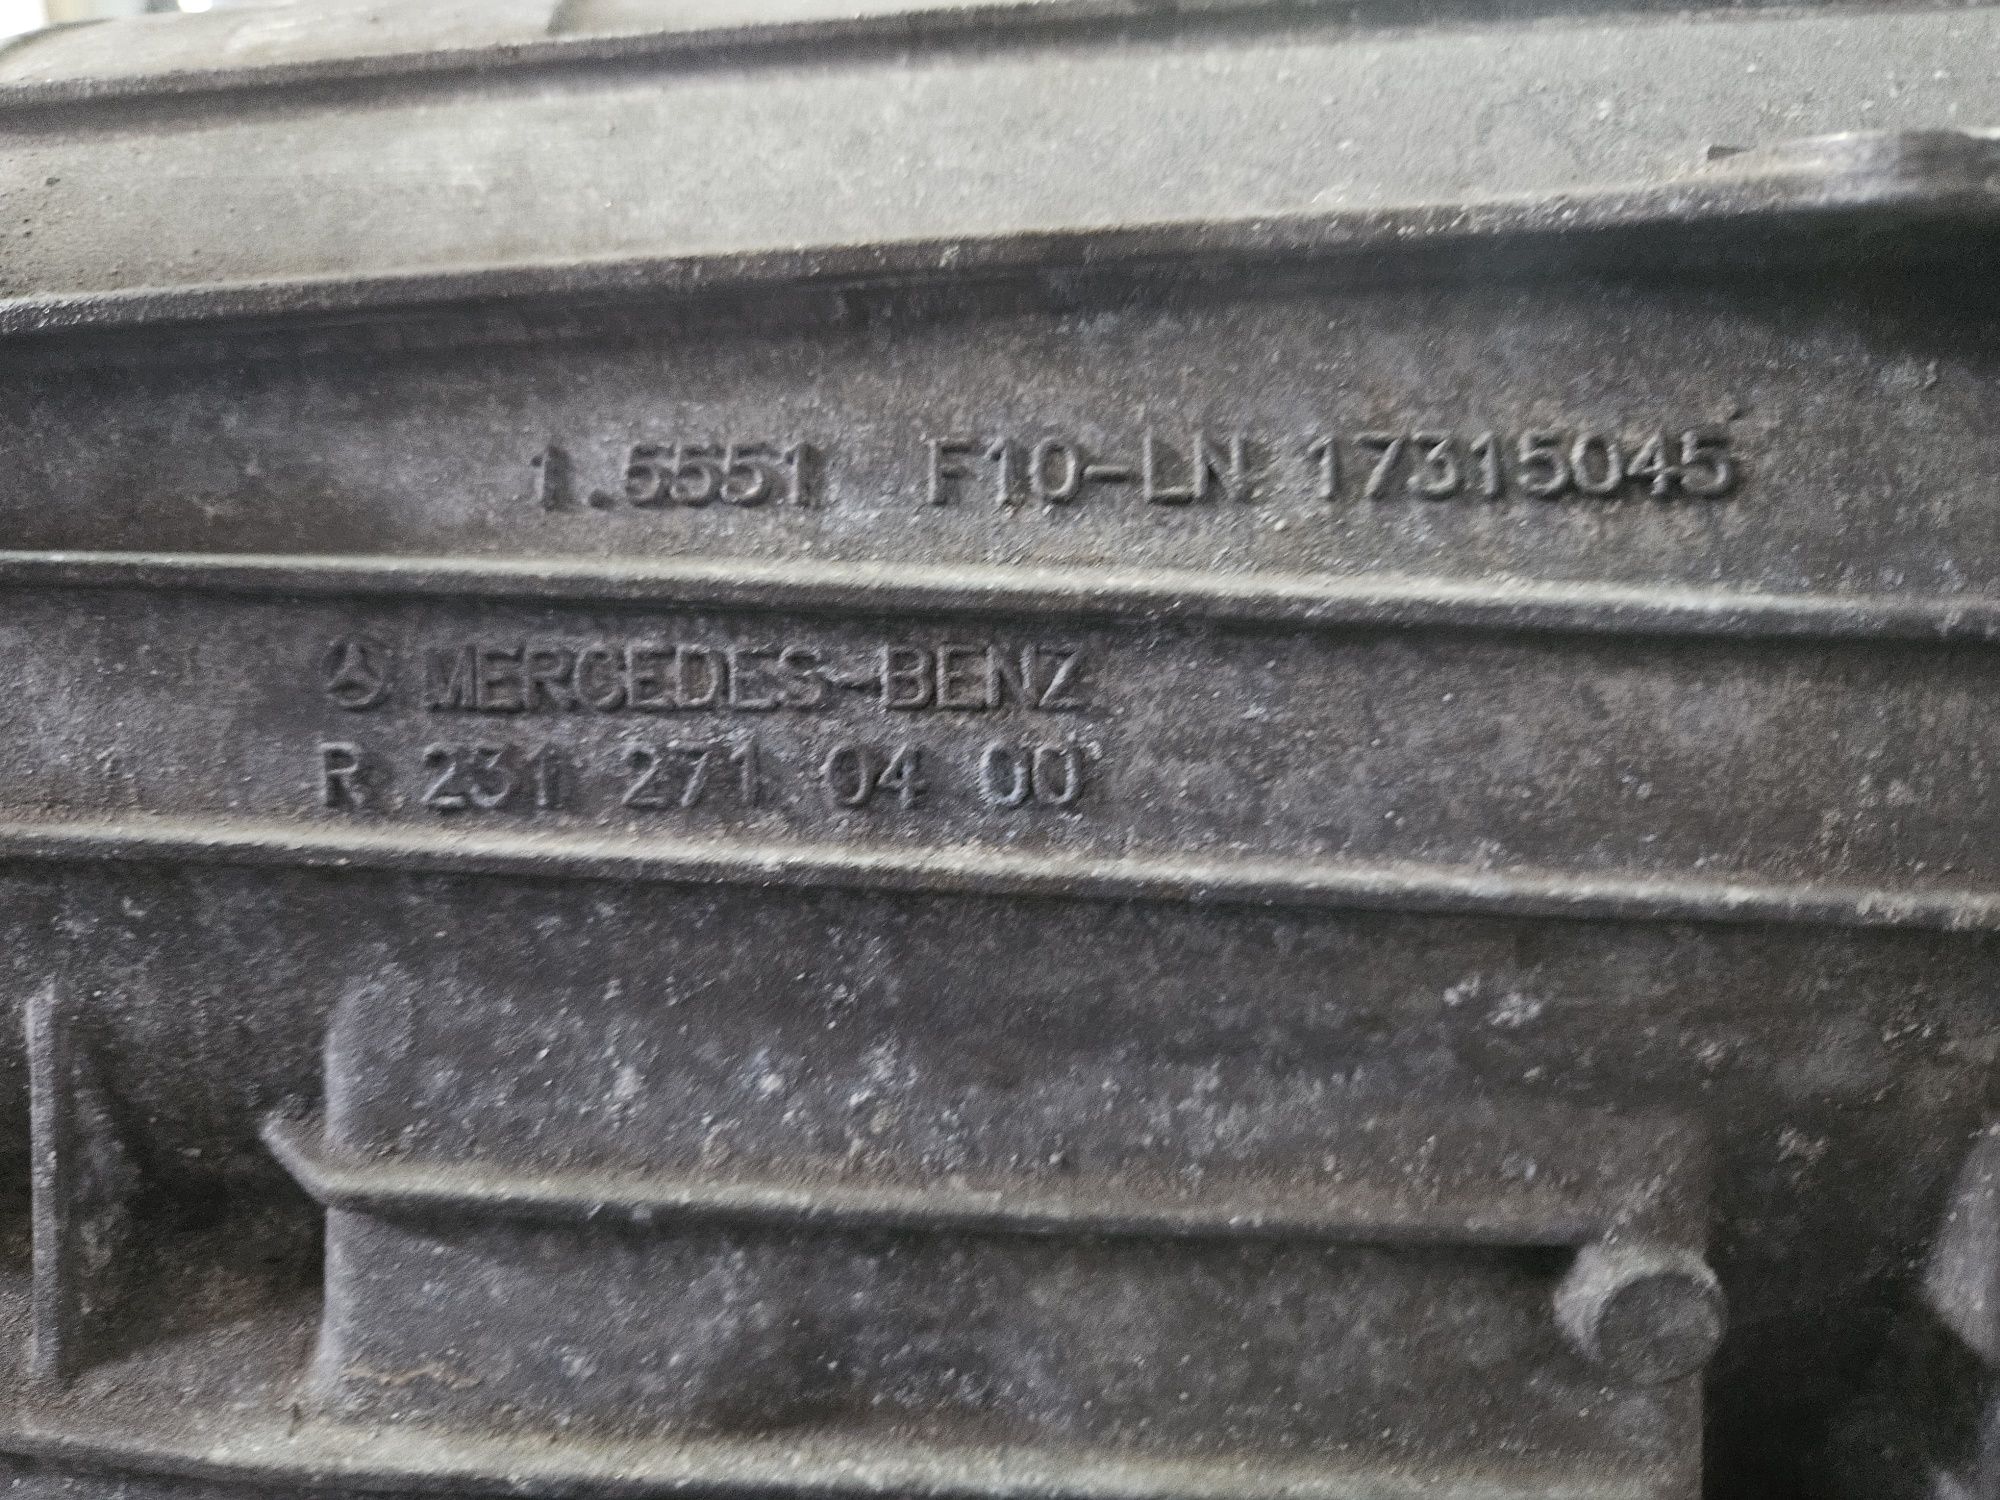 1.5551 F10-LN 17315045
MERCEDES-BENZ
R 231 271 04 00